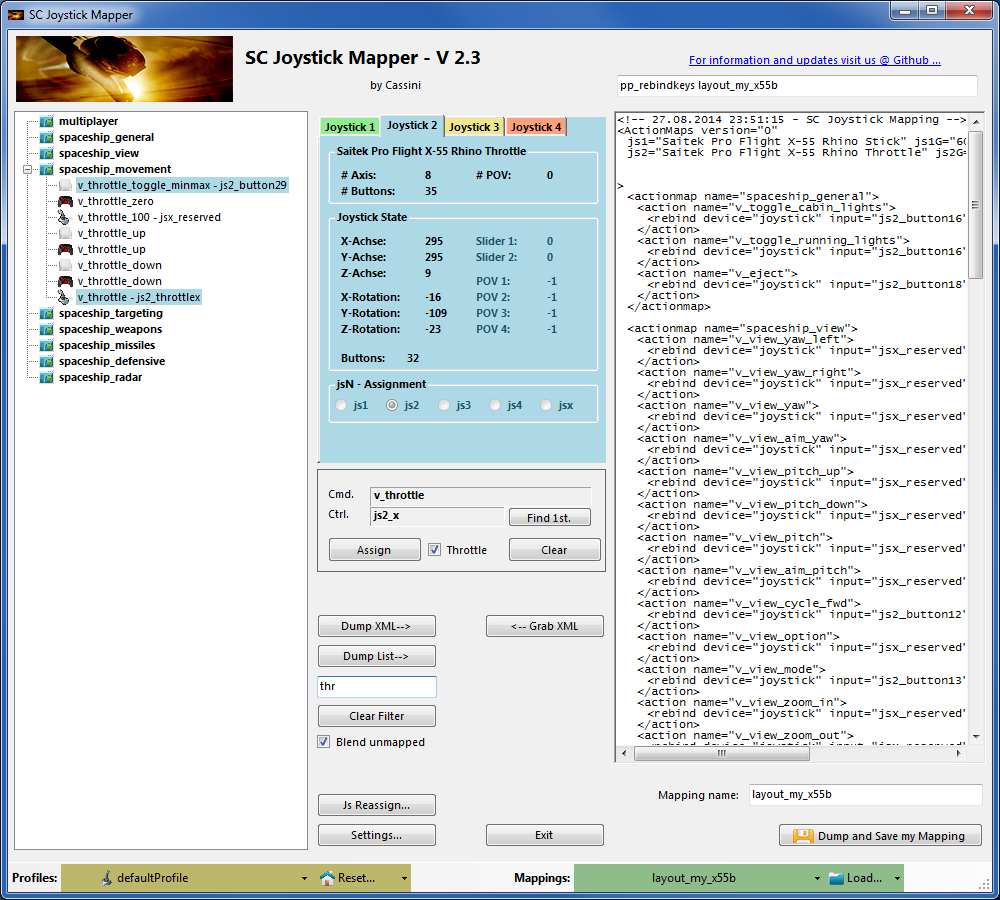 SC Joystick Mapper
SC Joystick Mapper - V 2.3
by Cassini
For information and updates visit us @ Github ...
pp_rebindkeys layout_my_x55b
multiplayer
spaceship_general
spaceship_view
spaceship_movement
v_throttle_toggle_minmax - js2_button29
v_throttle_zero
v_throttle_100 - jsx_reserved
v_throttle_up
v_throttle_up
v_throttle_down
v_throttle_down
v_throttle - js2_throttlex
spaceship_targeting
spaceship_weapons
spaceship_missiles
spaceship_defensive
spaceship_radar
Joystick 1 Joystick 2 Joystick 3 Joystick 4
Saitek Pro Flight X-55 Rhino Throttle
# Axis: 8 # POV: 0
# Buttons: 35
Joystick State
X-Achse: 295 Slider 1: 0
Y-Achse: 295 Slider 2: 0
Z-Achse: 9
POV 1: -1
X-Rotation: -16 POV 2: -1
Y-Rotation: -109 POV 3: -1
Z-Rotation: -23 POV 4: -1
Buttons: 32
jsN - Assignment
js1 js2 js3 js4 jsx
Cmd. v_throttle
Ctrl. js2_x Find 1st.
Assign Throttle Clear
Dump XML--> <-- Grab XML
Dump List-->
thr
Clear Filter
Blend unmapped
Js Reassign...
Settings... Exit
<!-- 27.08.2014 23:51:15 - SC Joystick Mapping -->
<ActionMaps version="0"
js1="Saitek Pro Flight X-55 Rhino Stick" js1G="6
js2="Saitek Pro Flight X-55 Rhino Throttle" js2G=
>
<actionmap name="spaceship_general">
<action name="v_toggle_cabin_lights">
<rebind device="joystick" input="js2_button16"
</action>
<action name="v_toggle_running_lights">
<rebind device="joystick" input="js2_button16"
</action>
<action name="v_eject">
<rebind device="joystick" input="js2_button18"
</action>
</actionmap>
<actionmap name="spaceship_view">
<action name="v_view_yaw_left">
<rebind device="joystick" input="jsx_reserved"
</action>
<action name="v_view_yaw_right">
<rebind device="joystick" input="jsx_reserved"
</action>
<action name="v_view_yaw">
<rebind device="joystick" input="jsx_reserved"
</action>
<action name="v_view_aim_yaw">
<rebind device="joystick" input="jsx_reserved"
</action>
<action name="v_view_pitch_up">
<rebind device="joystick" input="jsx_reserved"
</action>
<action name="v_view_pitch_down">
<rebind device="joystick" input="jsx_reserved"
</action>
<action name="v_view_pitch">
<rebind device="joystick" input="jsx_reserved"
</action>
<action name="v_view_aim_pitch">
<rebind device="joystick" input="jsx_reserved"
</action>
<action name="v_view_cycle_fwd">
<rebind device="joystick" input="js2_button12"
</action>
<action name="v_view_option">
<rebind device="joystick" input="jsx_reserved"
</action>
<action name="v_view_mode">
<rebind device="joystick" input="js2_button13"
</action>
<action name="v_view_zoom_in">
<rebind device="joystick" input="jsx_reserved"
</action>
<action name="v_view_zoom_out">
<rebind device="joystick" input="jsx_reserved"
Mapping name: layout_my_x55b
Dump and Save my Mapping
Profiles: defaultProfile Reset... Mappings: layout_my_x55b Load...